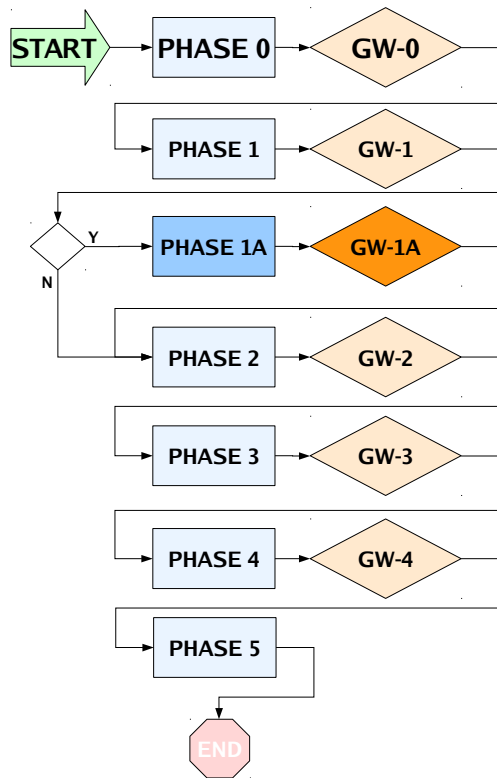 START PHASE 0 GW-0
PHASE 1 GW-1
Y PHASE 1A GW-1A
N
PHASE 2 GW-2
PHASE 3 GW-3
PHASE 4 GW-4
PHASE 5
END